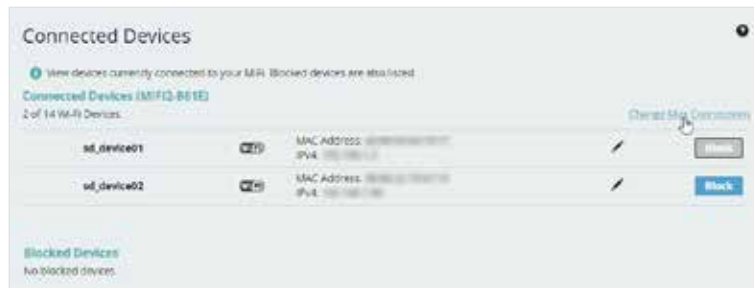 Connected Devices
View devices currently connected to your MiFi. Blocked devices are also listed.
Connected Devices (MIFI2-B61E)
2 of 14 Wi-Fi Devices.
Change Max Connections
sd_device01
MAC Address:
IPv4:
sd_device02
MAC Address:
IPv4:
Block
Blocked Devices
No blocked devices